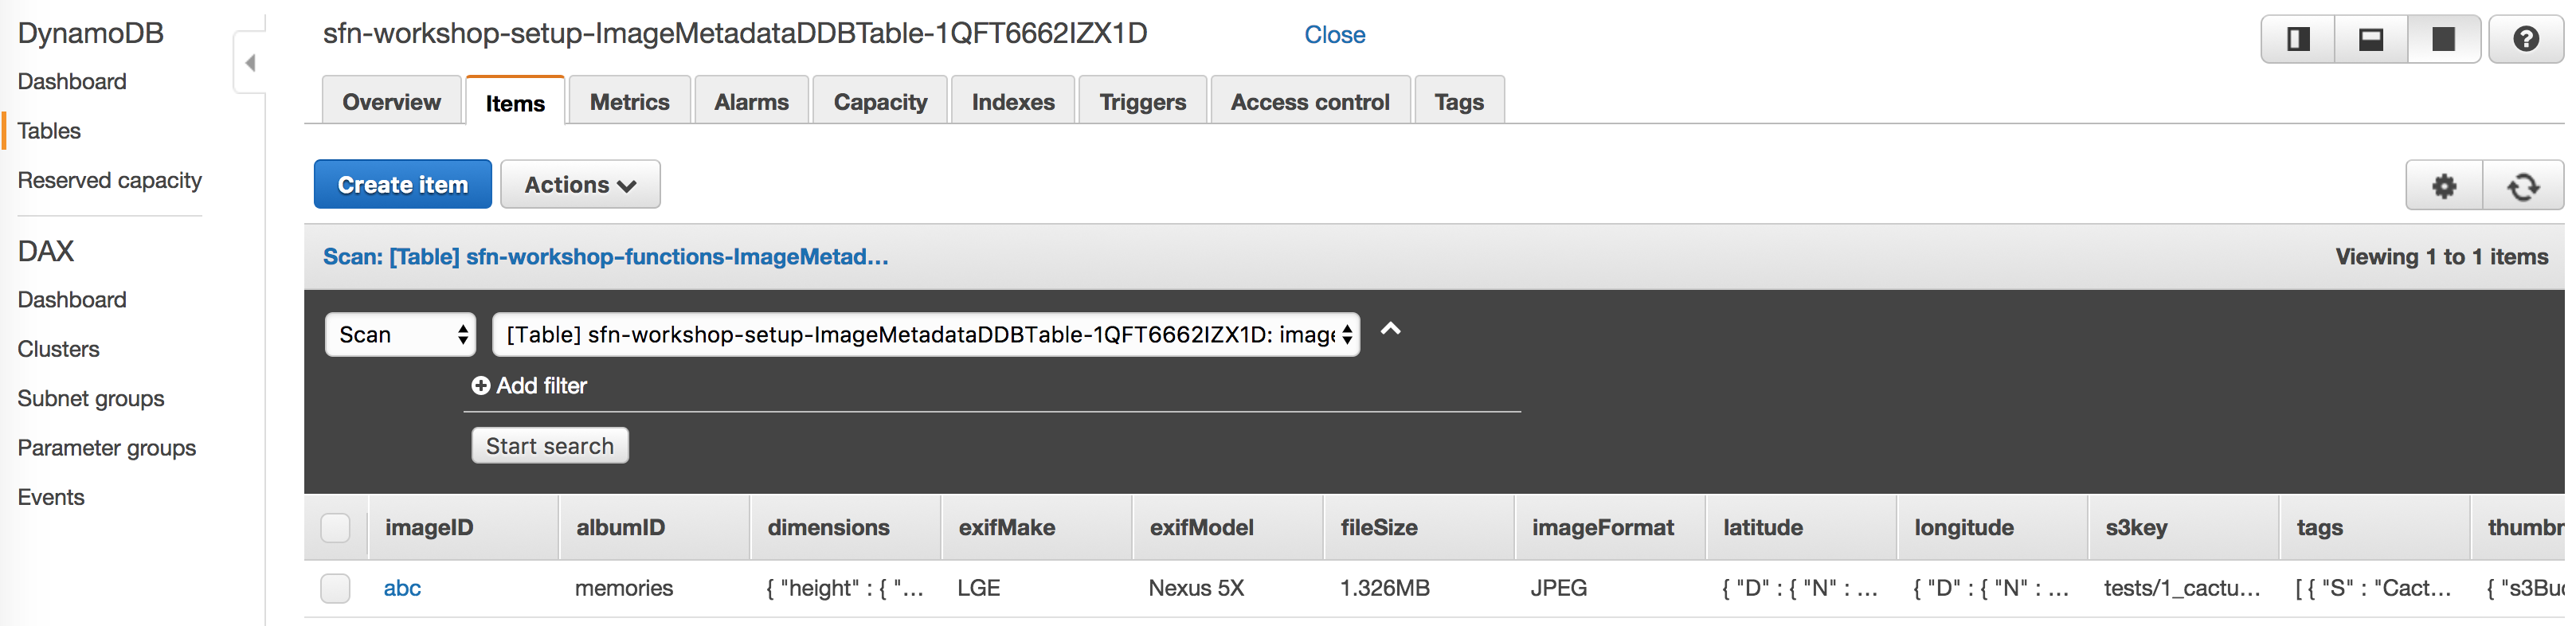 DynamoDB
Dashboard
Tables
Reserved capacity
DAX
Dashboard
Clusters
Subnet groups
Parameter groups
Events
sfn-workshop-setup-ImageMetadataDDBTable-1QFT6662IZX1D Close
Overview Items Metrics Alarms Capacity Indexes Triggers Access control Tags
Create item Actions
Scan: [Table] sfn-workshop-functions-ImageMetad... Viewing 1 to 1 items
Scan [Table] sfn-workshop-setup-ImageMetadataDDBTable-1QFT6662IZX1D: image
Add filter
Start search
imageID albumID dimensions exifMake exifModel fileSize imageFormat latitude longitude s3key tags thumbn
abc memories { "height" : { "... LGE Nexus 5X 1.326MB JPEG { "D" : { "N" : ... { "D" : { "N" : ... tests/1_cactu... [ { "S" : "Cact... { "s3Buc